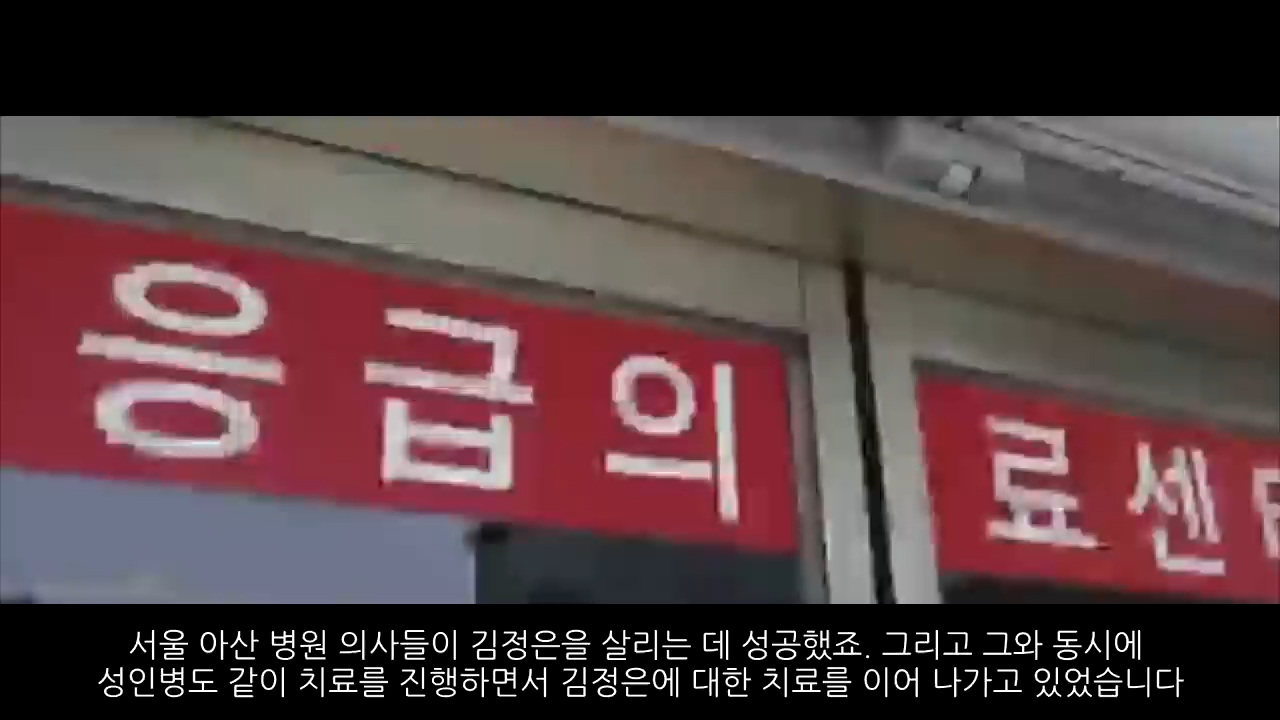 응급의료센터
서울 아산 병원 의사들이 김정은을 살리는 데 성공했죠. 그리고 그와 동시에
성인병도 같이 치료를 진행하면서 김정은에 대한 치료를 이어 나가고 있었습니다